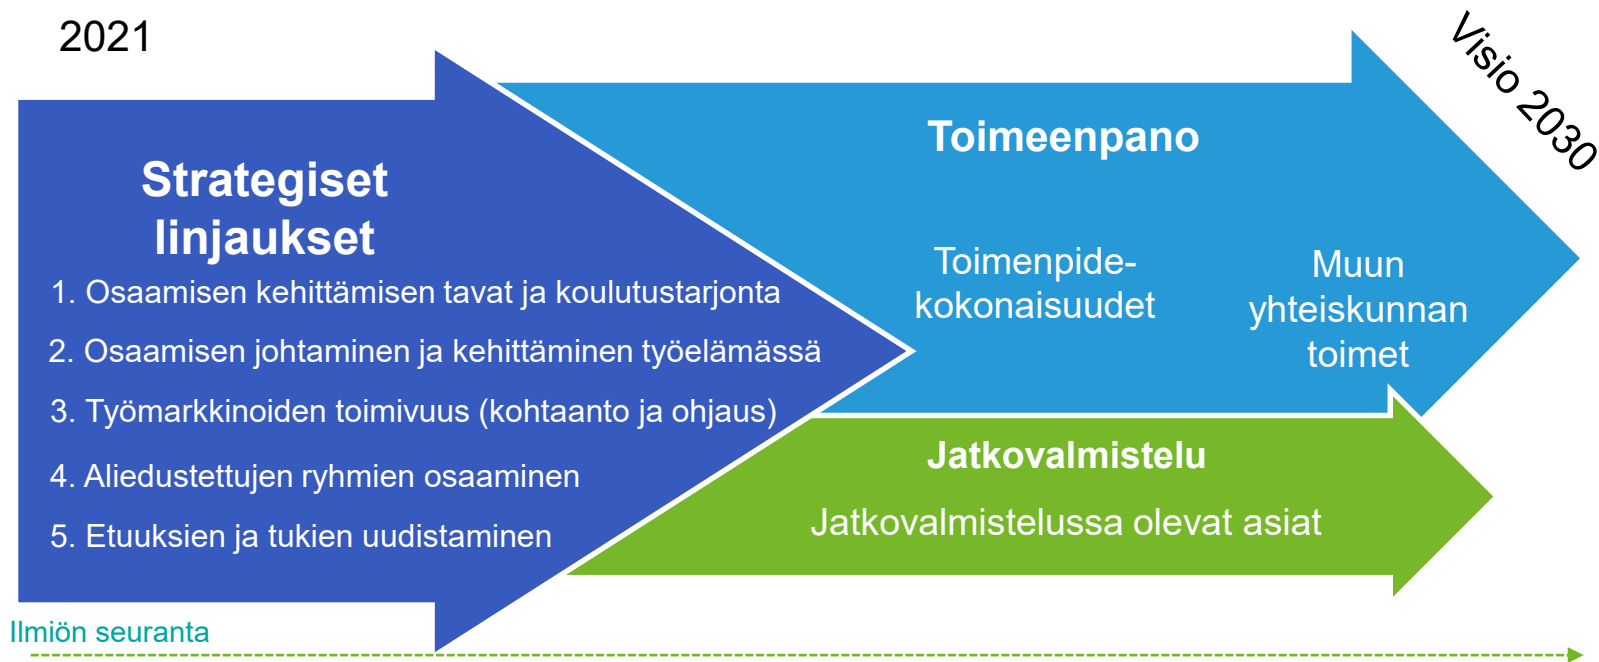 2021
Visio 2030
Strategiset
linjaukset
1. Osaamisen kehittämisen tavat ja koulutustarjonta
2. Osaamisen johtaminen ja kehittäminen työelämässä
3. Työmarkkinoiden toimivuus (kohtaanto ja ohjaus)
4. Aliedustettujen ryhmien osaaminen
5. Etuuksien ja tukien uudistaminen
Toimeenpano
Toimenpide-
kokonaisuudet
Muun
yhteiskunnan
toimet
Jatkovalmistelu
Jatkovalmistelussa olevat asiat
Ilmiön seuranta